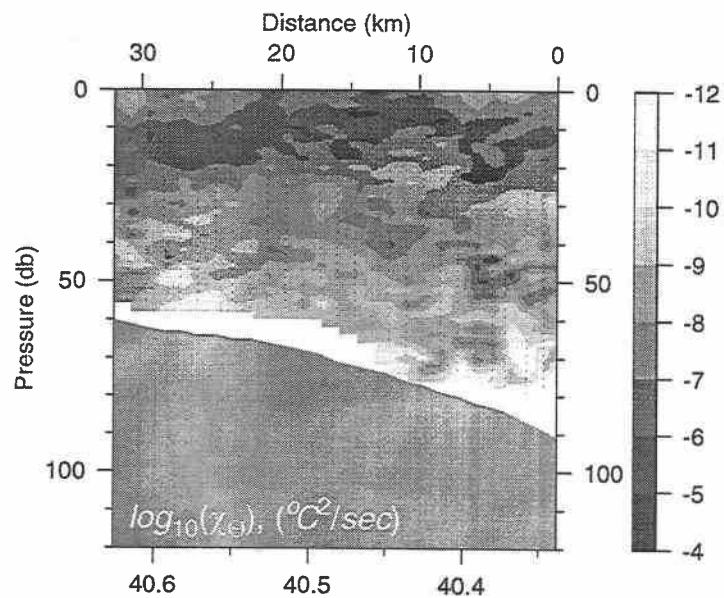 Distance (km)
30 20 10 0
0 0 -12
-11
-10
50 50 -9
-8
Pressure (db)
-7
-6
100 100 -5
log10(χΘ), (°C²/sec)
-4
40.6 40.5 40.4